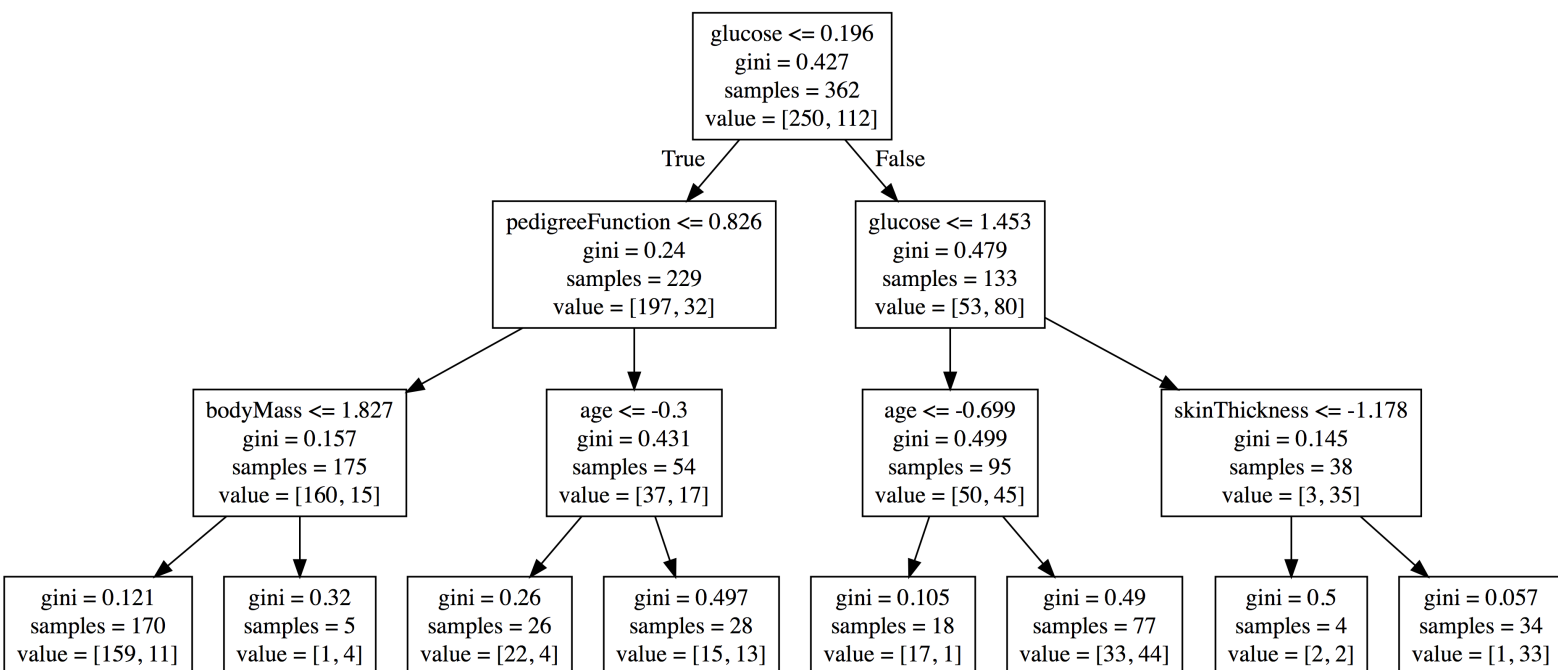 glucose <= 0.196
gini = 0.427
samples = 362
value = [250, 112]
True
False
pedigreeFunction <= 0.826
gini = 0.24
samples = 229
value = [197, 32]
glucose <= 1.453
gini = 0.479
samples = 133
value = [53, 80]
bodyMass <= 1.827
gini = 0.157
samples = 175
value = [160, 15]
age <= -0.3
gini = 0.431
samples = 54
value = [37, 17]
age <= -0.699
gini = 0.499
samples = 95
value = [50, 45]
skinThickness <= -1.178
gini = 0.145
samples = 38
value = [3, 35]
gini = 0.121
samples = 170
value = [159, 11]
gini = 0.32
samples = 5
value = [1, 4]
gini = 0.26
samples = 26
value = [22, 4]
gini = 0.497
samples = 28
value = [15, 13]
gini = 0.105
samples = 18
value = [17, 1]
gini = 0.49
samples = 77
value = [33, 44]
gini = 0.5
samples = 4
value = [2, 2]
gini = 0.057
samples = 34
value = [1, 33]